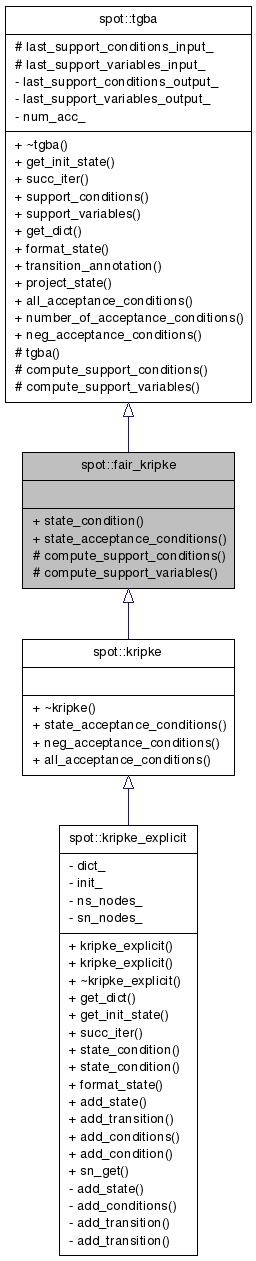 spot::tgba
# last_support_conditions_input_
# last_support_variables_input_
- last_support_conditions_output_
- last_support_variables_output_
- num_acc_
+ ~tgba()
+ get_init_state()
+ succ_iter()
+ support_conditions()
+ support_variables()
+ get_dict()
+ format_state()
+ transition_annotation()
+ project_state()
+ all_acceptance_conditions()
+ number_of_acceptance_conditions()
+ neg_acceptance_conditions()
# tgba()
# compute_support_conditions()
# compute_support_variables()
spot::fair_kripke
+ state_condition()
+ state_acceptance_conditions()
# compute_support_conditions()
# compute_support_variables()
spot::kripke
+ ~kripke()
+ state_acceptance_conditions()
+ neg_acceptance_conditions()
+ all_acceptance_conditions()
spot::kripke_explicit
- dict_
- init_
- ns_nodes_
- sn_nodes_
+ kripke_explicit()
+ kripke_explicit()
+ ~kripke_explicit()
+ get_dict()
+ get_init_state()
+ succ_iter()
+ state_condition()
+ state_condition()
+ format_state()
+ add_state()
+ add_transition()
+ add_conditions()
+ add_condition()
+ sn_get()
- add_state()
- add_conditions()
- add_transition()
- add_transition()